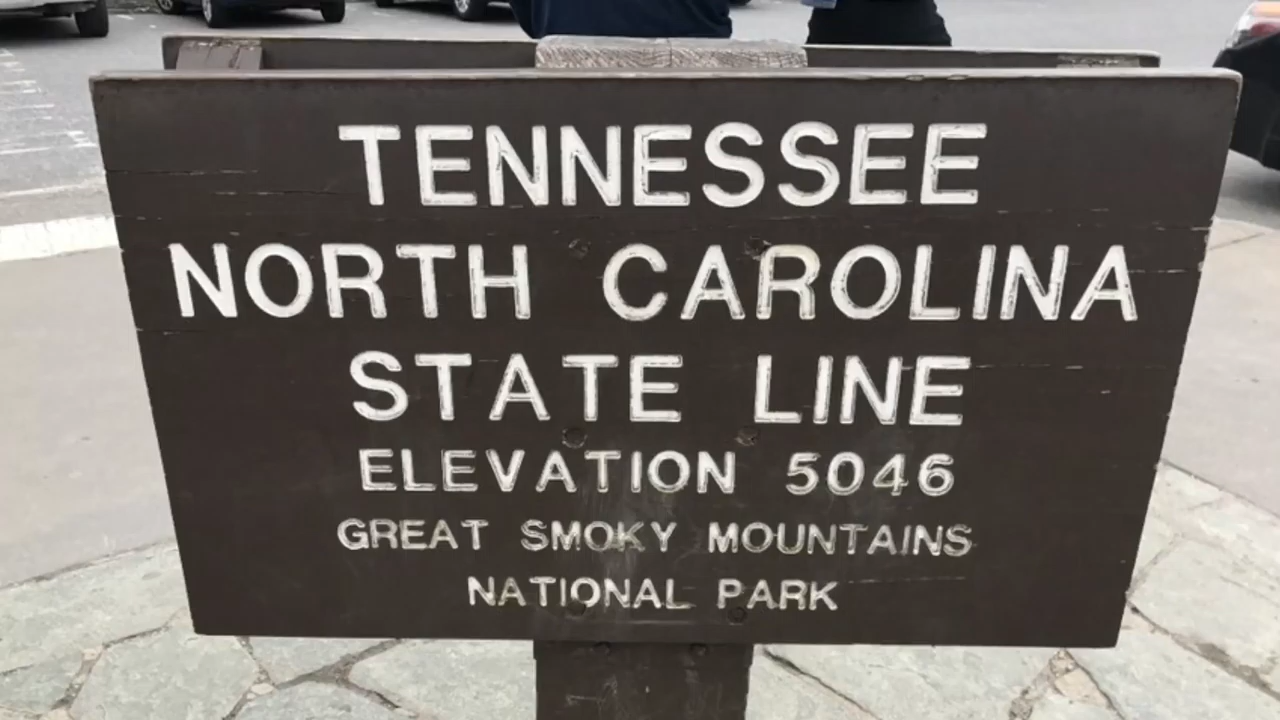 TENNESSEE
NORTH CAROLINA
STATE LINE
ELEVATION 5046
GREAT SMOKY MOUNTAINS
NATIONAL PARK